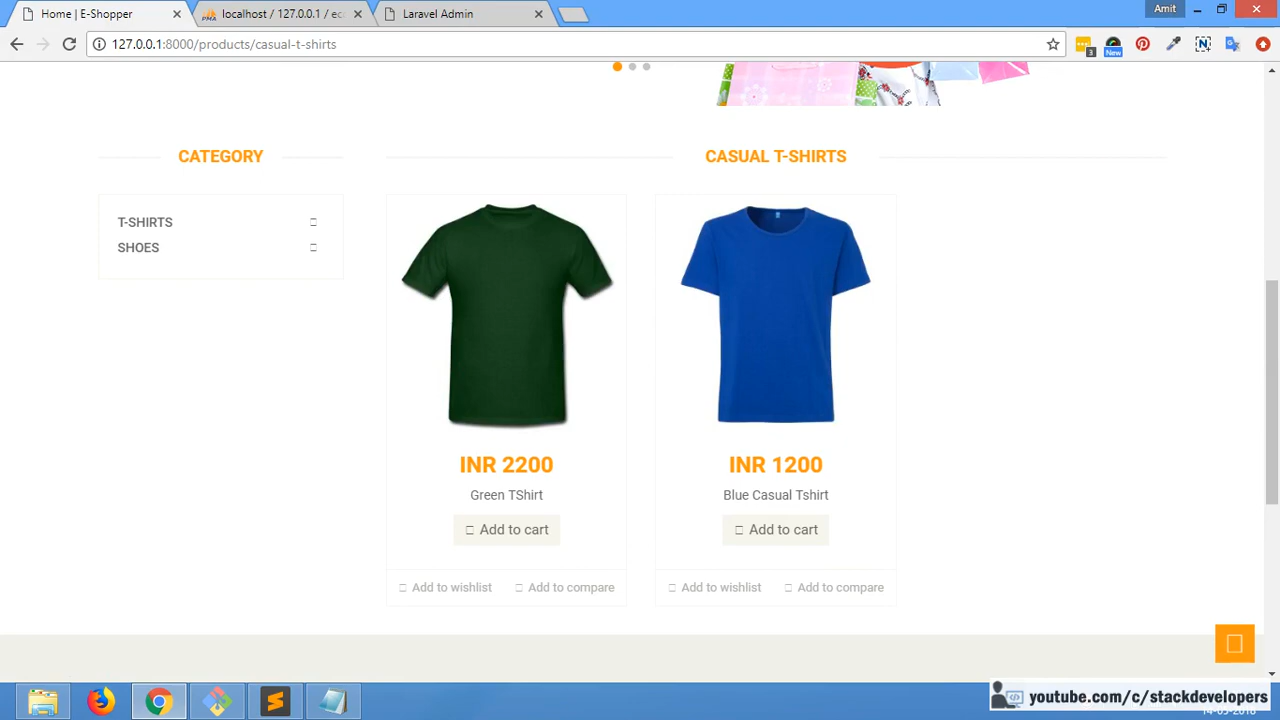 Home | E-Shopper
localhost / 127.0.0.1 / ec
Laravel Admin
Amit
127.0.0.1:8000/products/casual-t-shirts
3
New
CATEGORY
CASUAL T-SHIRTS
T-SHIRTS
SHOES
INR 2200
INR 1200
Green TShirt
Blue Casual Tshirt
Add to cart
Add to cart
Add to wishlist
Add to compare
Add to wishlist
Add to compare
youtube.com/c/stackdevelopers